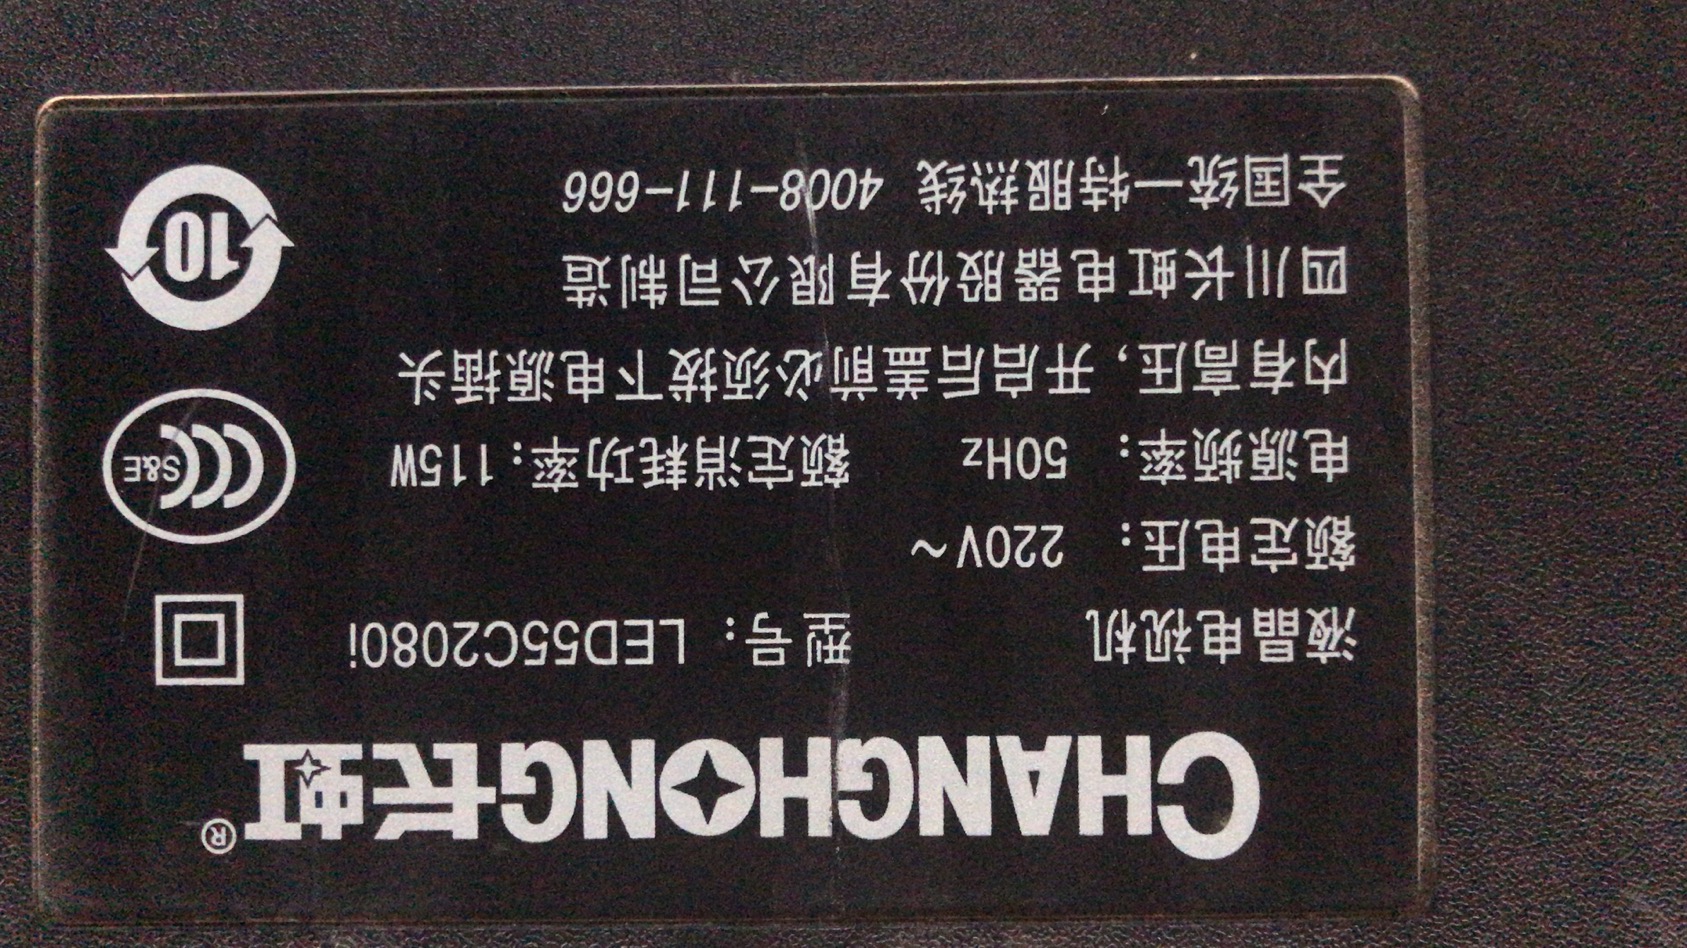 CHANGHONG长虹®
液晶电视机 型号：LED55C2080i
额定电压： 220V~
电源频率： 50Hz 额定消耗功率：115W
内有高压，开启后盖前必须拔下电源插头
四川长虹电器股份有限公司制造
全国统一特服热线 4008-111-666
CCC S&E
10